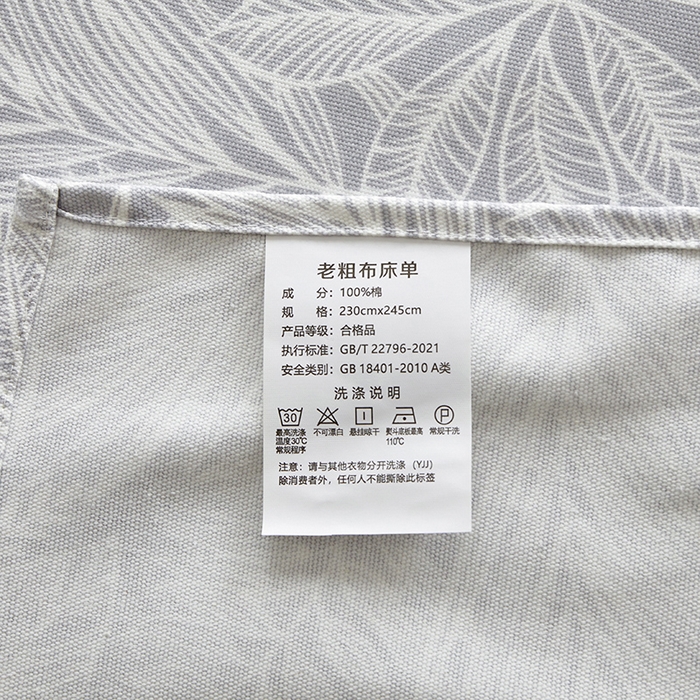 老粗布床单
成 分：100%棉
规 格：230cmx245cm
产品等级：合格品
执行标准：GB/T 22796-2021
安全类别：GB 18401-2010 A类
洗涤说明
30 P
最高洗涤 不可漂白 悬挂晾干 熨斗底板最高 常规干洗
温度30℃ 110℃
常规程序
注意：请与其他衣物分开洗涤（YJJ）
除消费者外，任何人不能撕除此标签